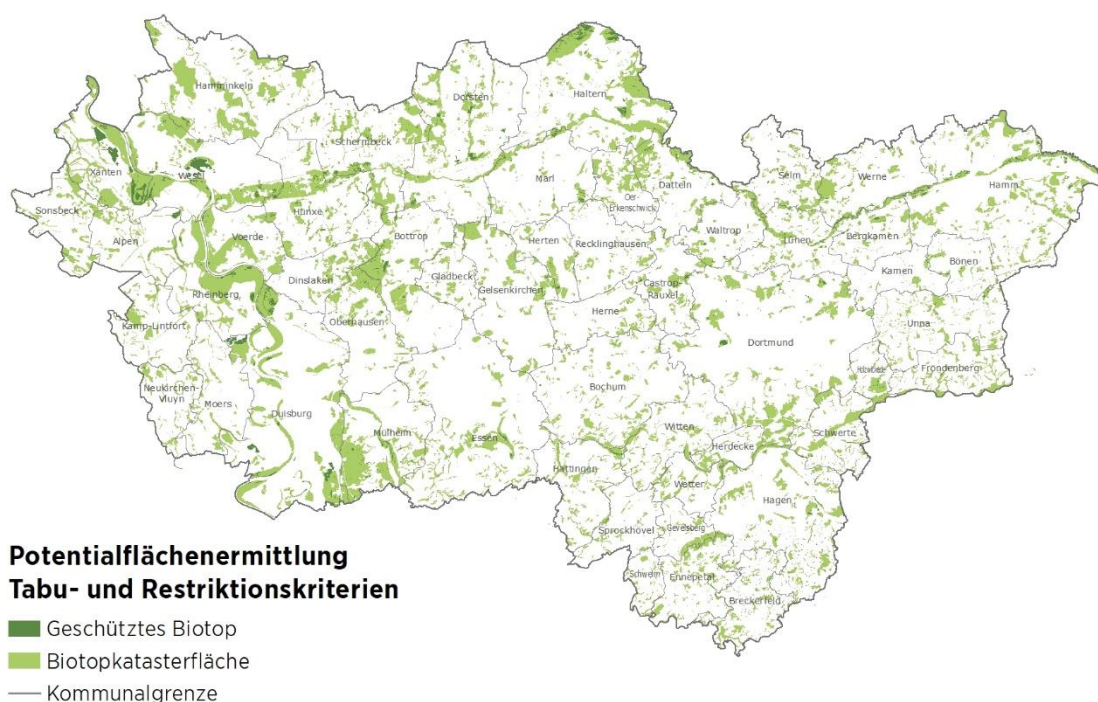 Hamminkeln
Dorsten
Haltern
Schermbeck
Xanten
Wesel
Marl
Selm
Werne
Hamm
Datteln
Oer-
Erkenschwick
Sonsbeck
Hünxe
Alpen
Voerde
Bottrop
Herten
Recklinghausen
Waltrop
Lünen
Bergkamen
Bönen
Kamen
Dinslaken
Gladbeck
Gelsenkirchen
Castrop-
Rauxel
Rheinberg
Herne
Kamp-Lintfort
Oberhausen
Unna
Dortmund
Holzwickede
Fröndenberg
Neukirchen-
Vluyn
Moers
Bochum
Duisburg
Mülheim
Essen
Witten
Herdecke
Schwerte
Hattingen
Wetter
Hagen
Sprockhövel
Gevelsberg
Schwelm
Ennepetal
Breckerfeld
Potentialflächenermittlung
Tabu- und Restriktionskriterien
Geschütztes Biotop
Biotopkatasterfläche
Kommunalgrenze